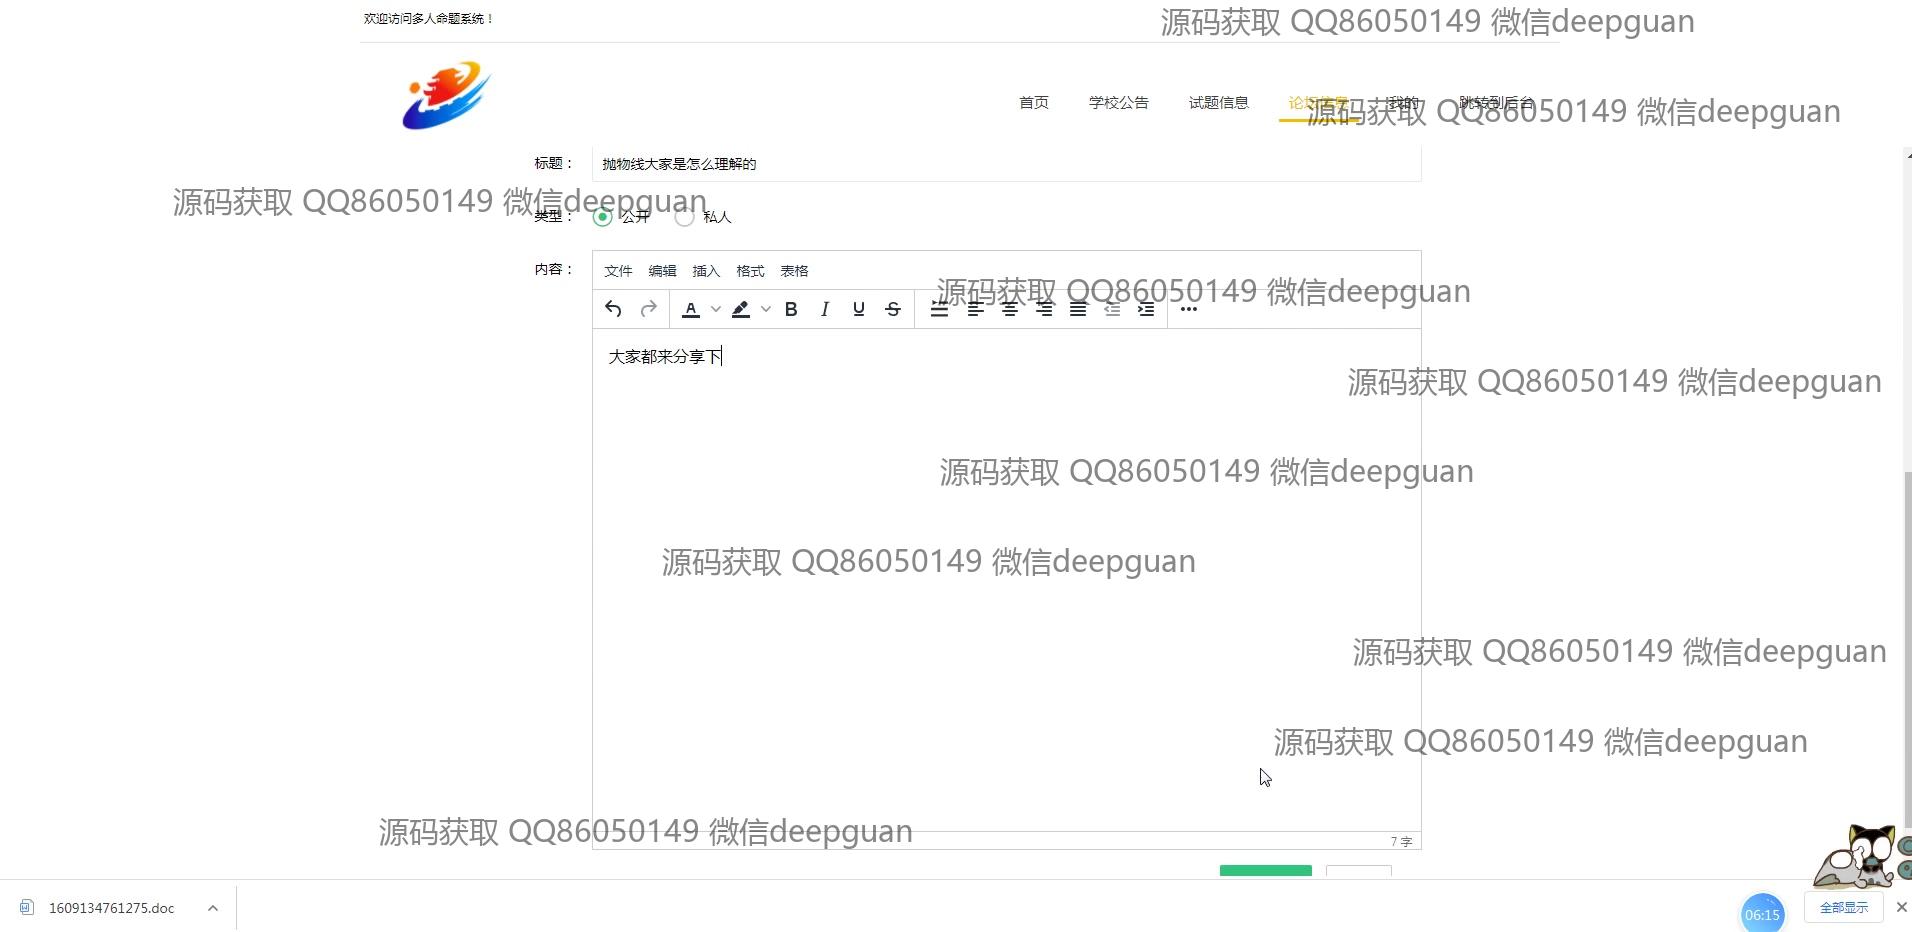 欢迎访问多人命题系统！
源码获取 QQ86050149 微信deepguan
首页 学校公告 试题信息 论坛信息 我的 跳转到后台
源码获取 QQ86050149 微信deepguan
标题： 抛物线大家是怎么理解的
源码获取 QQ86050149 微信deepguan
类型： 公开 私人
内容： 文件 编辑 插入 格式 表格
源码获取 QQ86050149 微信deepguan
A B I U S
大家都来分享下
源码获取 QQ86050149 微信deepguan
源码获取 QQ86050149 微信deepguan
源码获取 QQ86050149 微信deepguan
源码获取 QQ86050149 微信deepguan
源码获取 QQ86050149 微信deepguan
源码获取 QQ86050149 微信deepguan
7 字
1609134761275.doc
06:15
全部显示